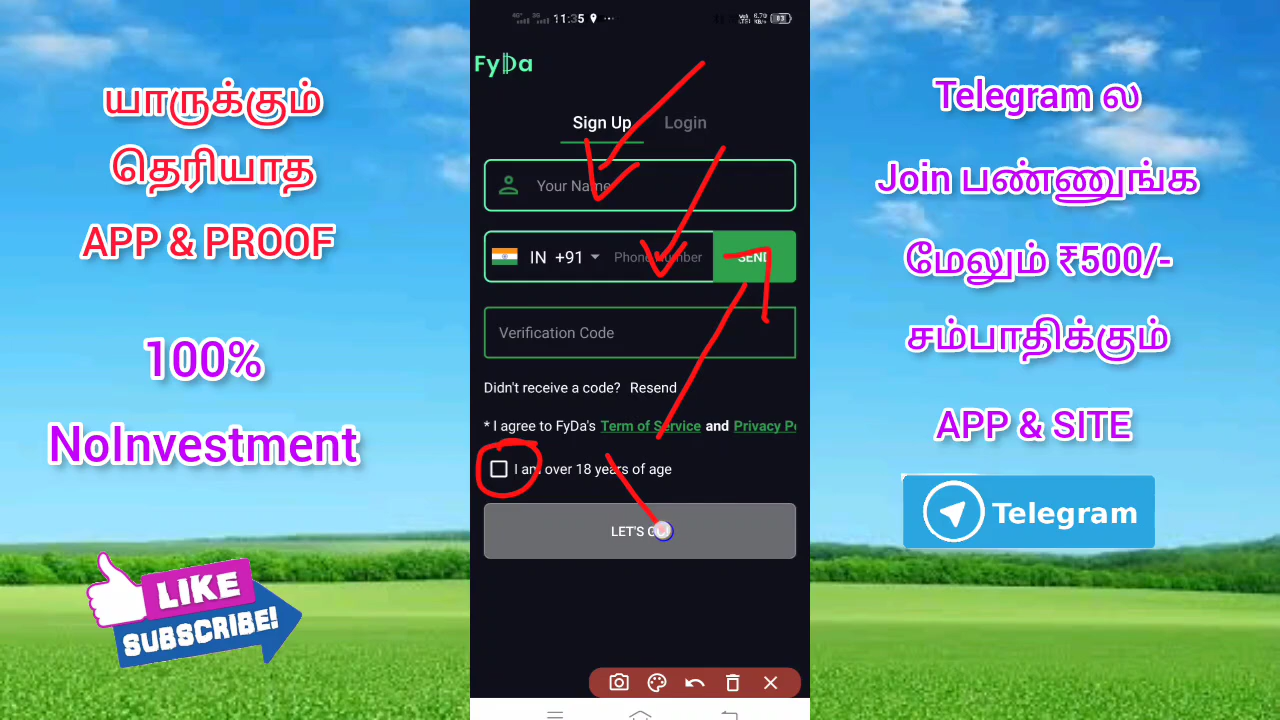 யாருக்கும்
தெரியாத
APP & PROOF
100%
NoInvestment
LIKE
SUBSCRIBE!
11:35
83
FyDa
Sign Up Login
Your Name
IN +91 Phone Number SEND
Verification Code
Didn't receive a code? Resend
* I agree to FyDa's Term of Service and Privacy P
I am over 18 years of age
LET'S
Telegram ல
Join பண்ணுங்க
மேலும் ₹500/-
சம்பாதிக்கும்
APP & SITE
Telegram